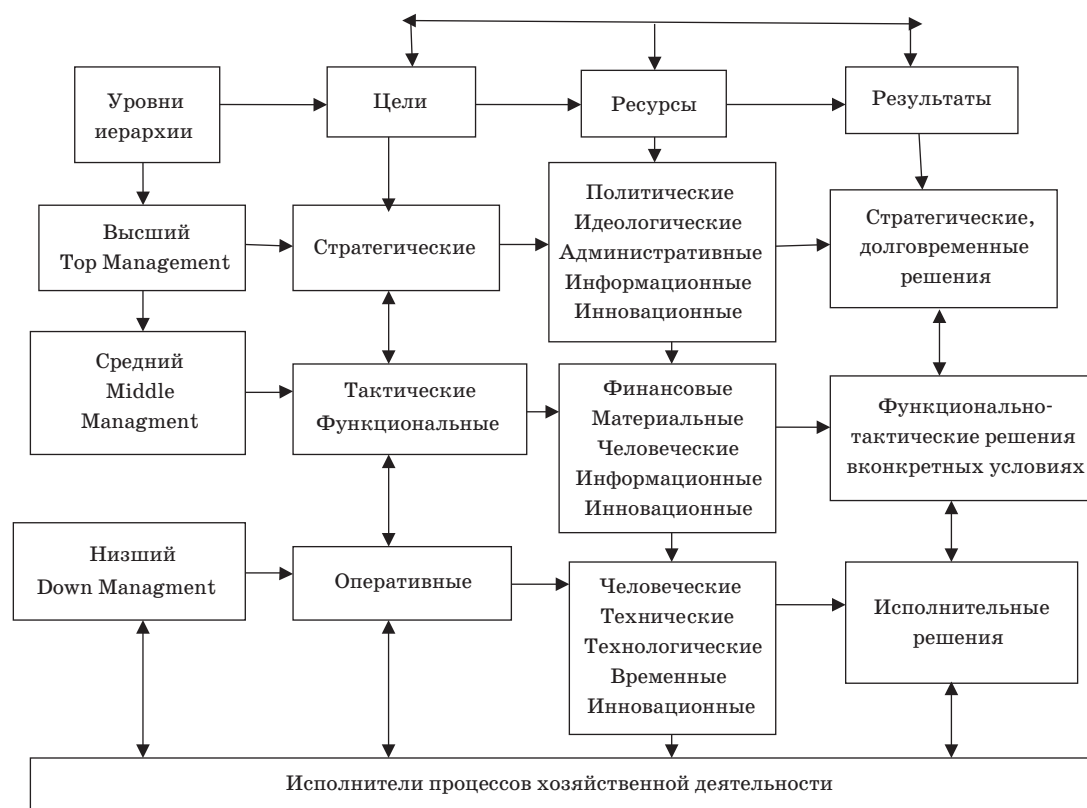 Уровни
иерархии
Цели
Ресурсы
Результаты
Высший
Top Management
Стратегические
Политические
Идеологические
Административные
Информационные
Инновационные
Стратегические,
долговременные
решения
Средний
Middle
Managment
Тактические
Функциональные
Финансовые
Материальные
Человеческие
Информационные
Инновационные
Функционально-
тактические решения
вконкретных условиях
Низший
Down Managment
Оперативные
Человеческие
Технические
Технологические
Временные
Инновационные
Исполнительные
решения
Исполнители процессов хозяйственной деятельности